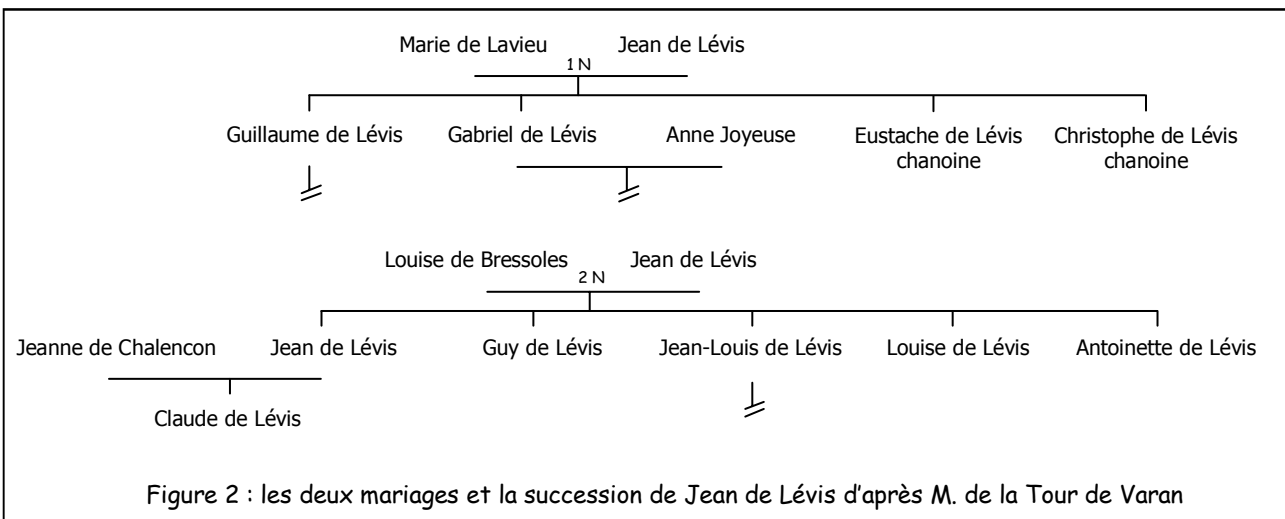 Marie de Lavieu Jean de Lévis
1 N
Guillaume de Lévis Gabriel de Lévis Anne Joyeuse Eustache de Lévis Christophe de Lévis
chanoine chanoine
Louise de Bressoles Jean de Lévis
2 N
Jeanne de Chalencon Jean de Lévis Guy de Lévis Jean-Louis de Lévis Louise de Lévis Antoinette de Lévis
Claude de Lévis
Figure 2 : les deux mariages et la succession de Jean de Lévis d'après M. de la Tour de Varan